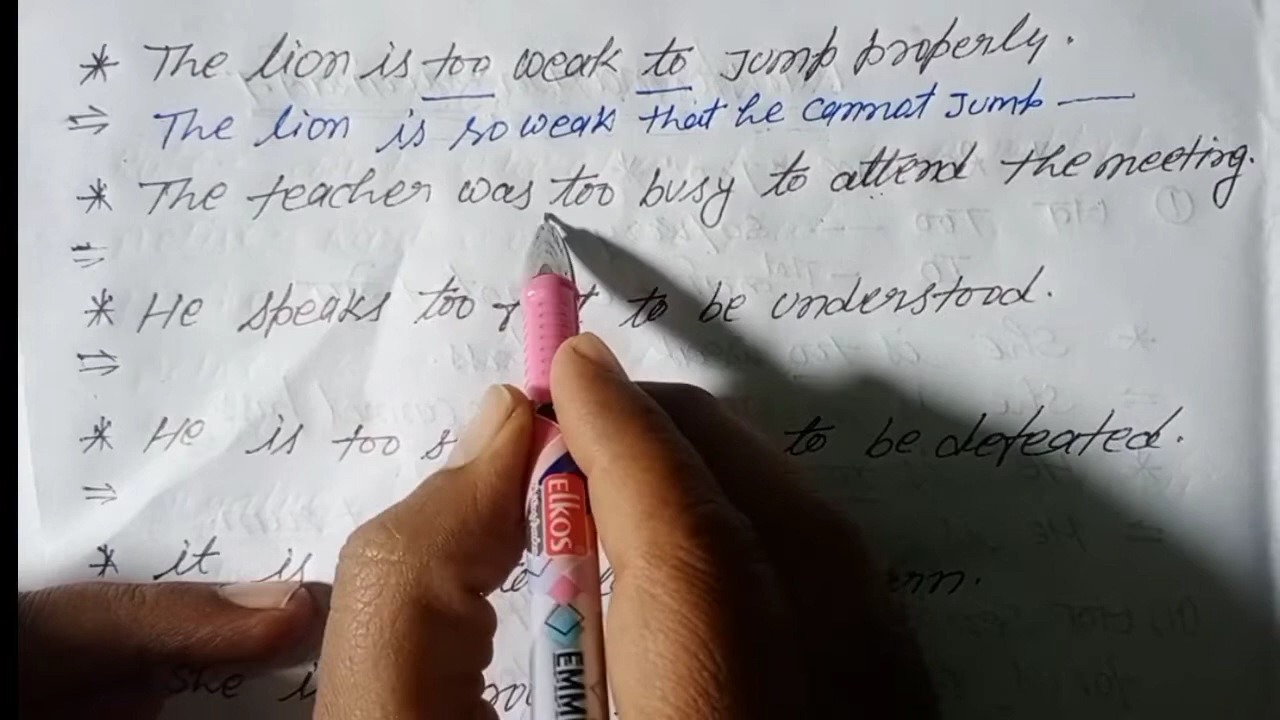 * The lion is too weak to Jump properly.
⇒ The lion is so weak that he cannot Jump —
* The teacher was too busy to attend the meeting.
⇒
* He speaks too to be understood.
⇒
* He is too to be defeated.
⇒
* it is
She
Elkos
EMM